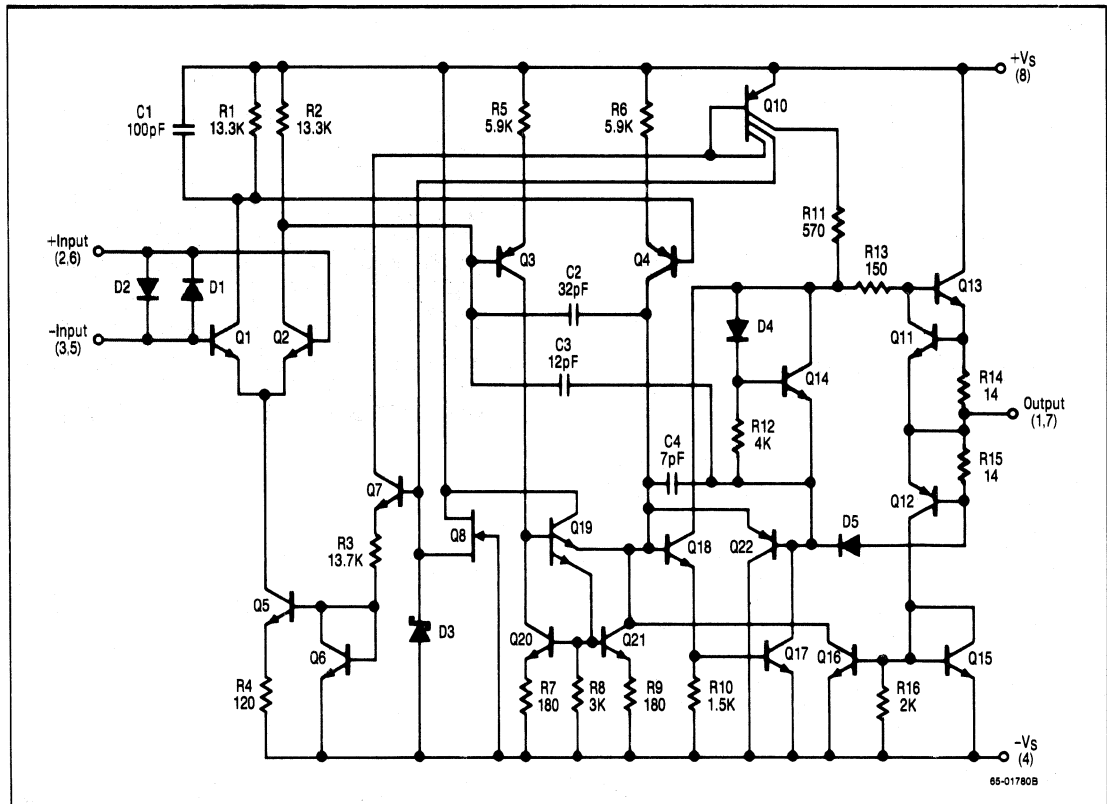 +VS
(8)
C1
100pF
R1
13.3K
R2
13.3K
R5
5.9K
R6
5.9K
Q10
R11
570
+Input
(2,6)
D2
D1
-Input
(3,5)
Q1
Q2
Q3
Q4
C2
32pF
C3
12pF
R13
150
Q13
Q11
D4
Q14
R14
14
Output
(1,7)
R12
4K
C4
7pF
R15
14
Q12
Q7
Q8
R3
13.7K
Q19
Q18
Q22
D5
Q5
Q6
D3
Q20
Q21
Q17
Q16
Q15
R4
120
R7
180
R8
3K
R9
180
R10
1.5K
R16
2K
-VS
(4)
65-01780B